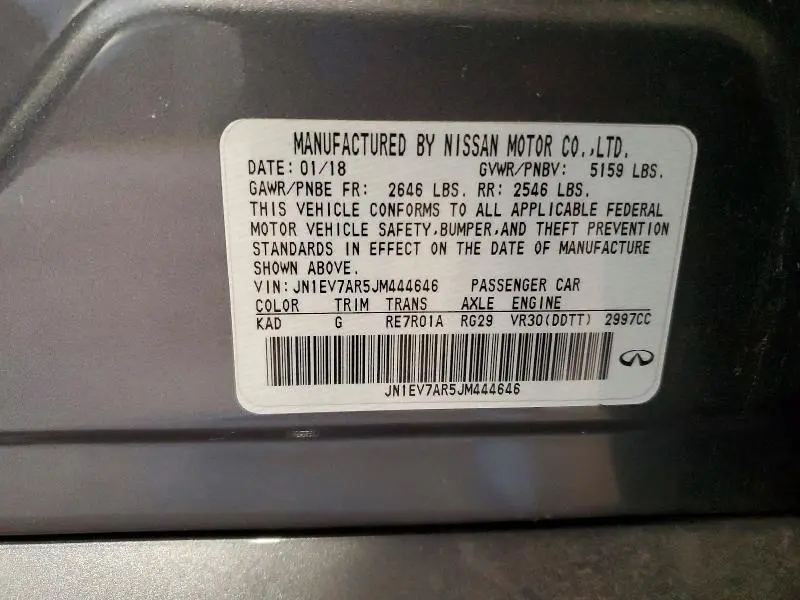 MANUFACTURED BY NISSAN MOTOR CO.,LTD.
DATE: 01/18 GVWR/PNBV: 5159 LBS.
GAWR/PNBE FR: 2646 LBS. RR: 2546 LBS.
THIS VEHICLE CONFORMS TO ALL APPLICABLE FEDERAL
MOTOR VEHICLE SAFETY,BUMPER,AND THEFT PREVENTION
STANDARDS IN EFFECT ON THE DATE OF MANUFACTURE
SHOWN ABOVE.
VIN: JN1EV7AR5JM444646 PASSENGER CAR
COLOR TRIM TRANS AXLE ENGINE
KAD G RE7R01A RG29 VR30(DDTT) 2997CC
JN1EV7AR5JM444646